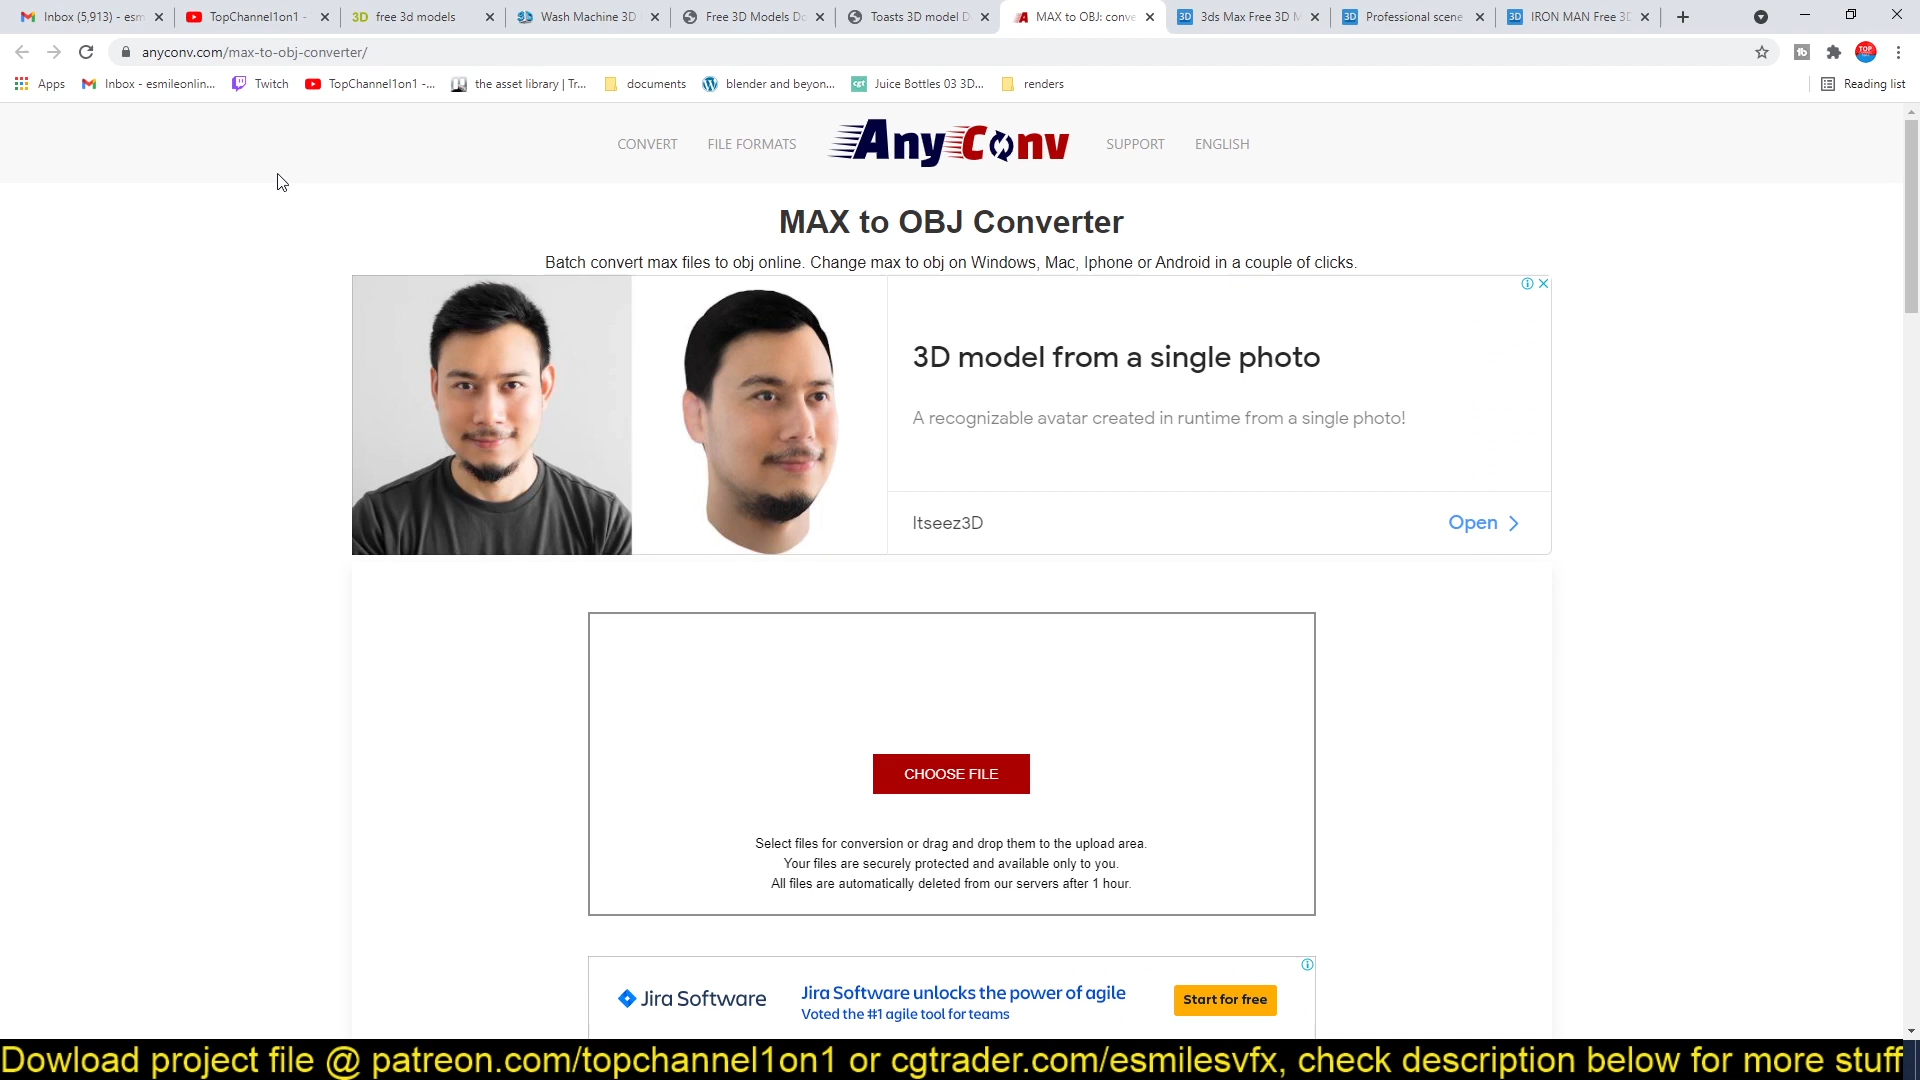 Inbox (5,913) - esm
TopChannel1on1 -
free 3d models
Wash Machine 3D
Free 3D Models Do
Toasts 3D model D
MAX to OBJ: conve
3ds Max Free 3D M
Professional scene
IRON MAN Free 3D
anyconv.com/max-to-obj-converter/
Apps
Inbox - esmileonlin...
Twitch
TopChannel1on1 -...
the asset library | Tr...
documents
blender and beyon...
Juice Bottles 03 3D...
renders
Reading list
CONVERT
FILE FORMATS
AnyConv
SUPPORT
ENGLISH
MAX to OBJ Converter
Batch convert max files to obj online. Change max to obj on Windows, Mac, Iphone or Android in a couple of clicks.
3D model from a single photo
A recognizable avatar created in runtime from a single photo!
Itseez3D
Open
CHOOSE FILE
Select files for conversion or drag and drop them to the upload area.
Your files are securely protected and available only to you.
All files are automatically deleted from our servers after 1 hour.
Jira Software
Jira Software unlocks the power of agile
Voted the #1 agile tool for teams
Start for free
Dowload project file @ patreon.com/topchannel1on1 or cgtrader.com/esmilesvfx, check description below for more stuff